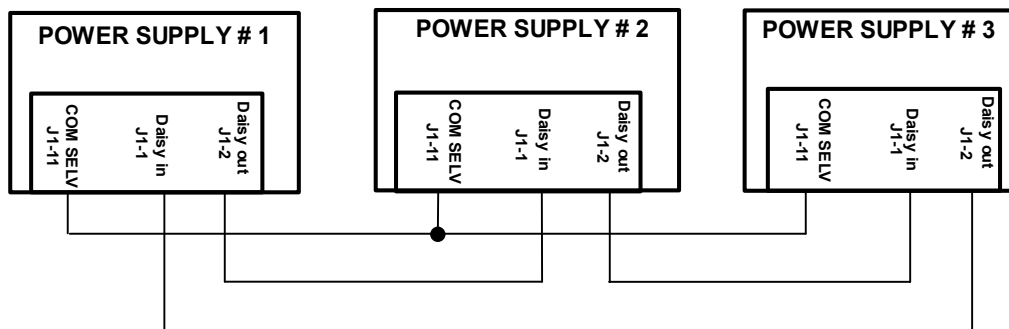 POWER SUPPLY # 1
COM SELV
J1-11
Daisy in
J1-1
Daisy out
J1-2
POWER SUPPLY # 2
COM SELV
J1-11
Daisy in
J1-1
Daisy out
J1-2
POWER SUPPLY # 3
COM SELV
J1-11
Daisy in
J1-1
Daisy out
J1-2